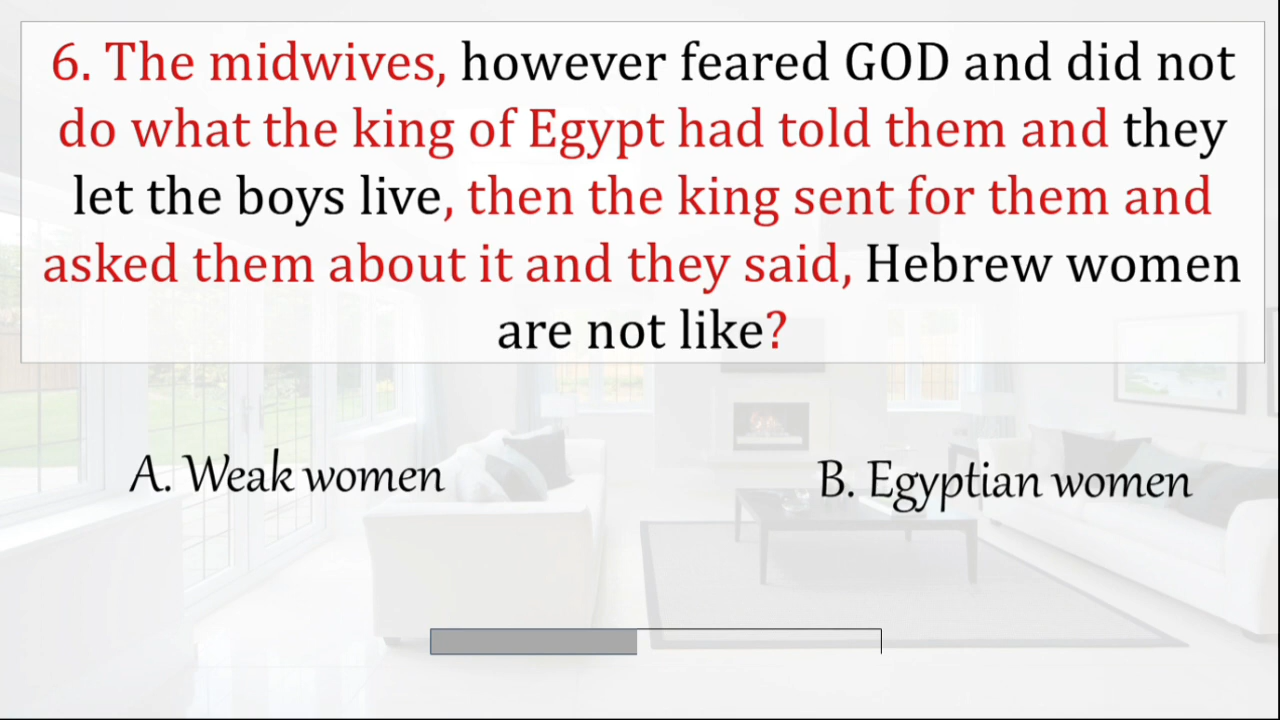 6. The midwives, however feared GOD and did not
do what the king of Egypt had told them and they
let the boys live, then the king sent for them and
asked them about it and they said, Hebrew women
are not like?
A. Weak women
B. Egyptian women